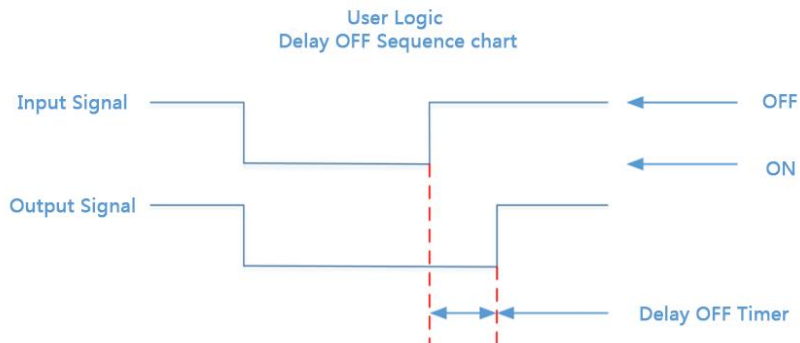 User Logic
Delay OFF Sequence chart
Input Signal
OFF
ON
Output Signal
Delay OFF Timer